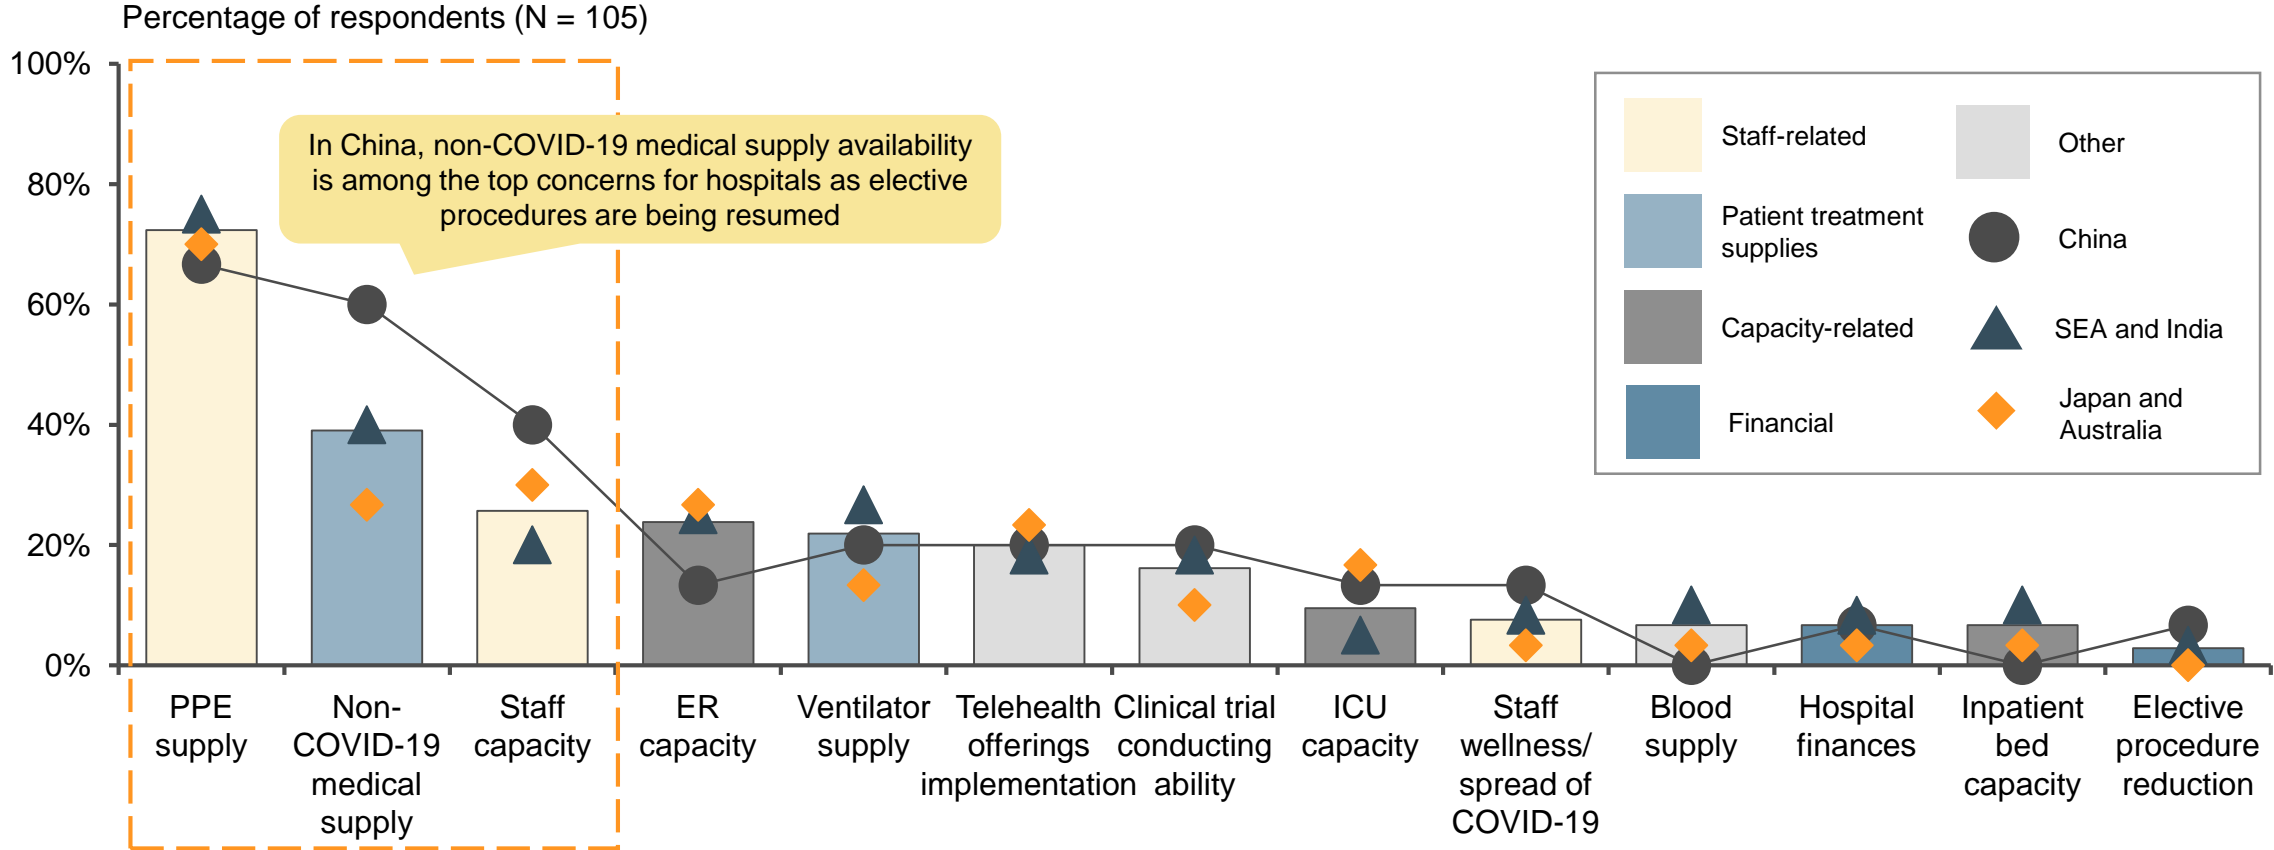 Percentage of respondents (N = 105)
100%
80%
60%
40%
20%
0%
In China, non-COVID-19 medical supply availability
is among the top concerns for hospitals as elective
procedures are being resumed
Staff-related
Patient treatment
supplies
Capacity-related
Financial
Other
China
SEA and India
Japan and
Australia
PPE
supply
Non-
COVID-19
medical
supply
Staff
capacity
ER
capacity
Ventilator
supply
Telehealth
offerings
implementation
Clinical trial
conducting
ability
ICU
capacity
Staff
wellness/
spread of
COVID-19
Blood
supply
Hospital
finances
Inpatient
bed
capacity
Elective
procedure
reduction